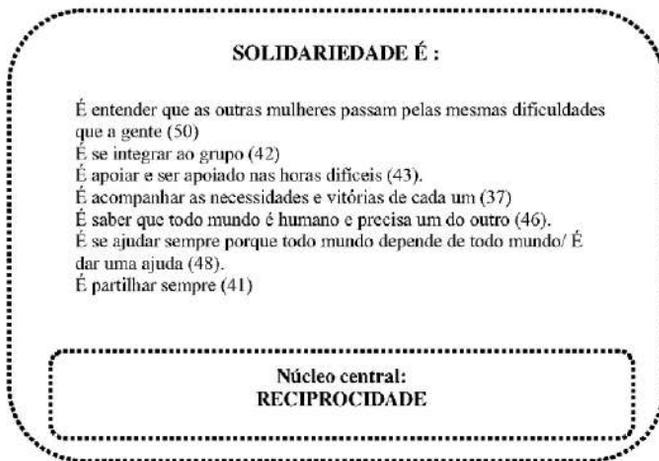 SOLIDARIEDADE É :
É entender que as outras mulheres passam pelas mesmas dificuldades
que a gente (50)
É se integrar ao grupo (42)
É apoiar e ser apoiado nas horas difíceis (43).
É acompanhar as necessidades e vitórias de cada um (37)
É saber que todo mundo é humano e precisa um do outro (46).
É se ajudar sempre porque todo mundo depende de todo mundo/ É
dar uma ajuda (48).
É partilhar sempre (41)
Núcleo central:
RECIPROCIDADE